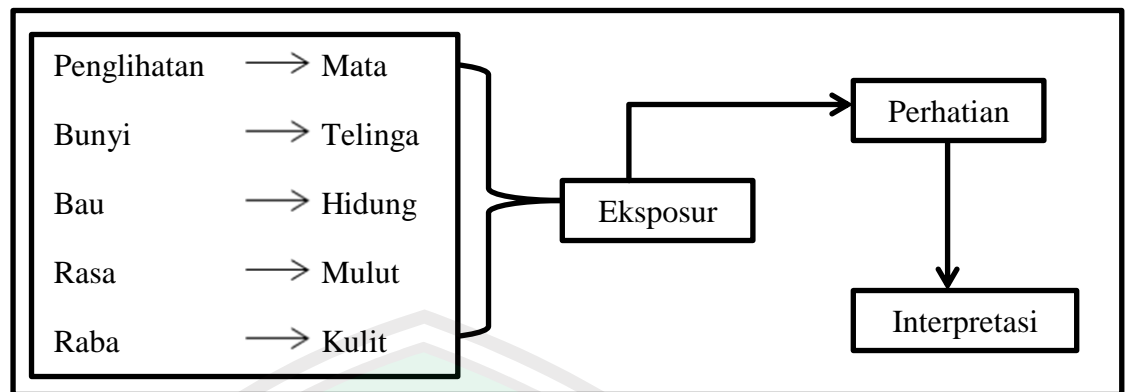 Penglihatan → Mata
Bunyi → Telinga
Bau → Hidung
Rasa → Mulut
Raba → Kulit
Eksposur
Perhatian
Interpretasi